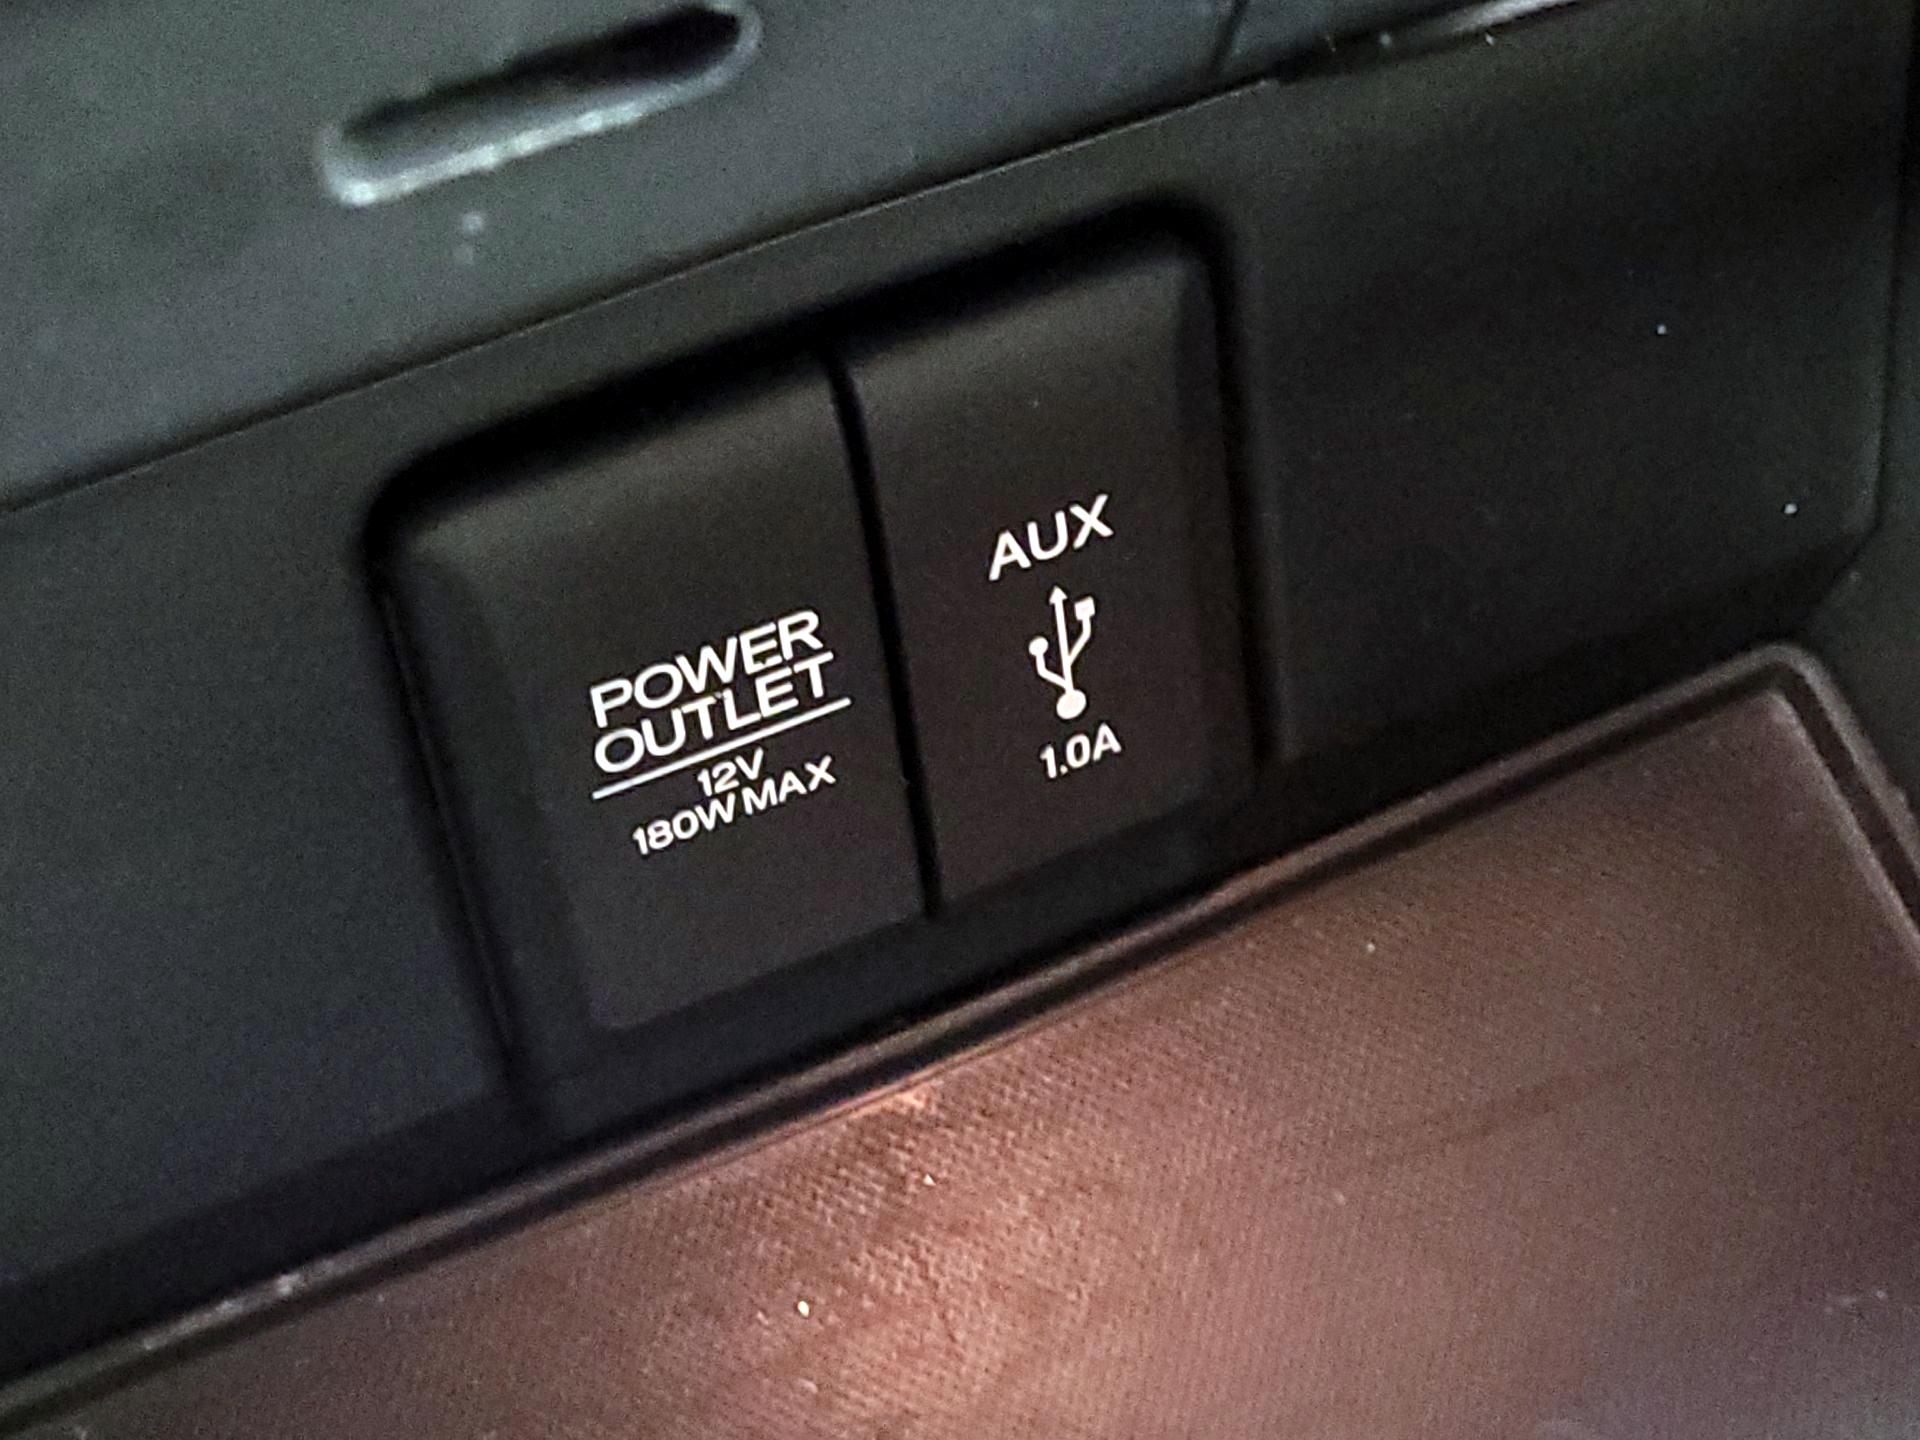 POWER
OUTLET
12V
180W MAX
AUX
1.0A